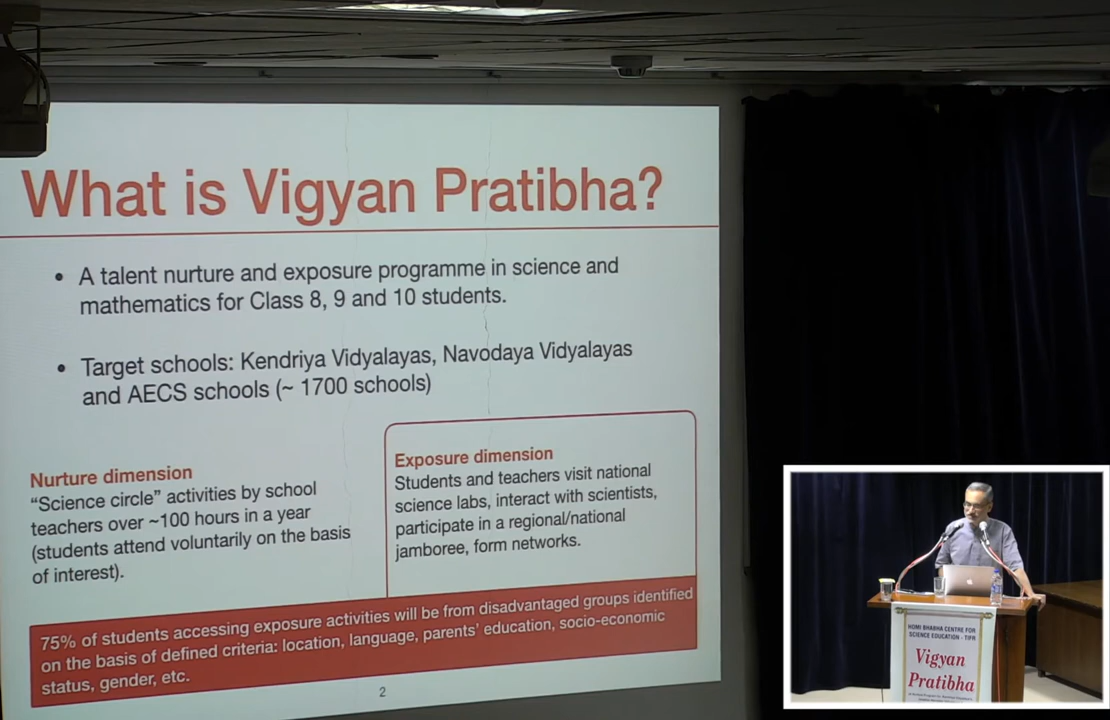 What is Vigyan Pratibha?
• A talent nurture and exposure programme in science and
mathematics for Class 8, 9 and 10 students.
• Target schools: Kendriya Vidyalayas, Navodaya Vidyalayas
and AECS schools (~ 1700 schools)
Nurture dimension
“Science circle” activities by school
teachers over ~100 hours in a year
(students attend voluntarily on the basis
of interest).
Exposure dimension
Students and teachers visit national
science labs, interact with scientists,
participate in a regional/national
jamboree, form networks.
75% of students accessing exposure activities will be from disadvantaged groups identified
on the basis of defined criteria: location, language, parents’ education, socio-economic
status, gender, etc.
2
HOMI BHABHA CENTRE FOR
SCIENCE EDUCATION - TIFR
Vigyan
Pratibha